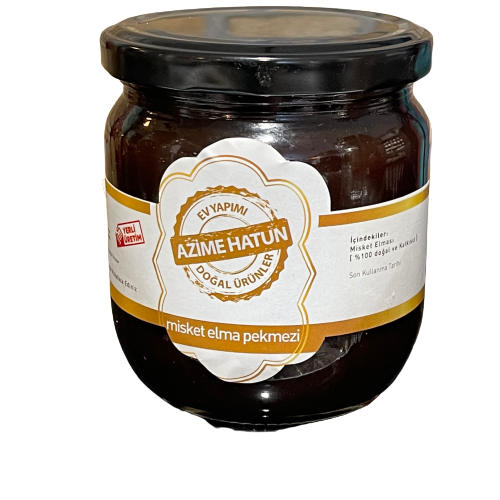 EV YAPIMI
AZİME HATUN
DOĞAL ÜRÜNLER
misket elma pekmezi
YERLİ
ÜRETİM
İçindekiler:
Misket Elması
[ %100 doğal ve Katkısız ]
Son Kullanma Tarihi